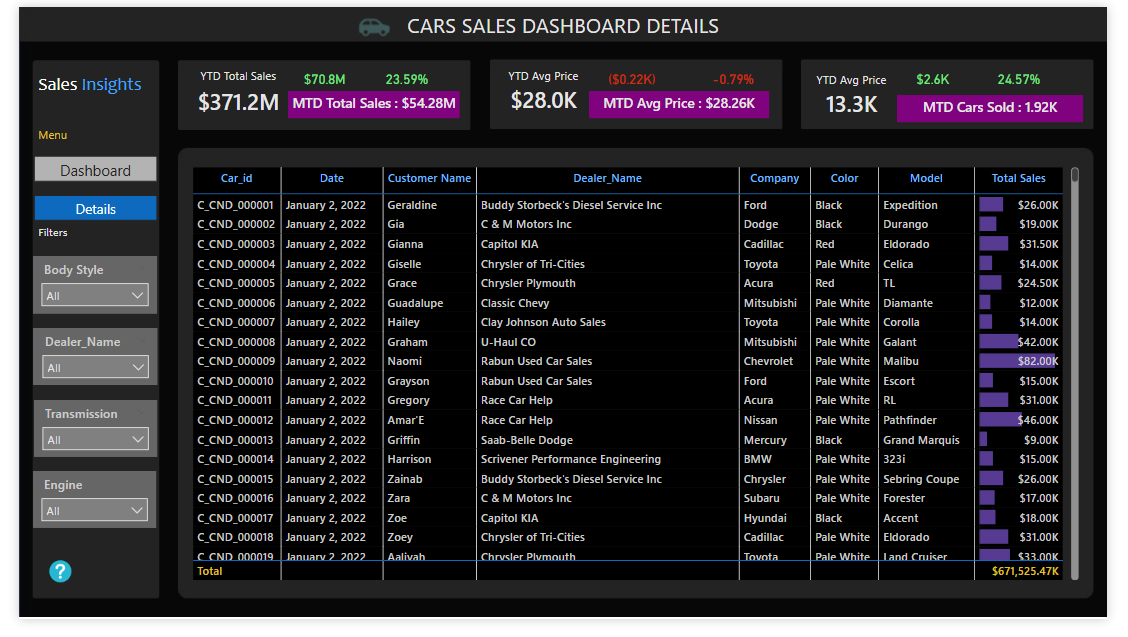 CARS SALES DASHBOARD DETAILS
Sales Insights
Menu
Dashboard
Details
Filters
Body Style
All
Dealer_Name
All
Transmission
All
Engine
All
?
YTD Total Sales $70.8M 23.59%
$371.2M MTD Total Sales : $54.28M
YTD Avg Price ($0.22K) -0.79%
$28.0K MTD Avg Price : $28.26K
YTD Avg Price $2.6K 24.57%
13.3K MTD Cars Sold : 1.92K
Car_id Date Customer Name Dealer_Name Company Color Model Total Sales
C_CND_000001 January 2, 2022 Geraldine Buddy Storbeck's Diesel Service Inc Ford Black Expedition $26.00K
C_CND_000002 January 2, 2022 Gia C & M Motors Inc Dodge Black Durango $19.00K
C_CND_000003 January 2, 2022 Gianna Capitol KIA Cadillac Red Eldorado $31.50K
C_CND_000004 January 2, 2022 Giselle Chrysler of Tri-Cities Toyota Pale White Celica $14.00K
C_CND_000005 January 2, 2022 Grace Chrysler Plymouth Acura Red TL $24.50K
C_CND_000006 January 2, 2022 Guadalupe Classic Chevy Mitsubishi Pale White Diamante $12.00K
C_CND_000007 January 2, 2022 Hailey Clay Johnson Auto Sales Toyota Pale White Corolla $14.00K
C_CND_000008 January 2, 2022 Graham U-Haul CO Mitsubishi Pale White Galant $42.00K
C_CND_000009 January 2, 2022 Naomi Rabun Used Car Sales Chevrolet Pale White Malibu $82.00K
C_CND_000010 January 2, 2022 Grayson Rabun Used Car Sales Ford Pale White Escort $15.00K
C_CND_000011 January 2, 2022 Gregory Race Car Help Acura Pale White RL $31.00K
C_CND_000012 January 2, 2022 Amar'E Race Car Help Nissan Pale White Pathfinder $46.00K
C_CND_000013 January 2, 2022 Griffin Saab-Belle Dodge Mercury Black Grand Marquis $9.00K
C_CND_000014 January 2, 2022 Harrison Scrivener Performance Engineering BMW Pale White 323i $15.00K
C_CND_000015 January 2, 2022 Zainab Buddy Storbeck's Diesel Service Inc Chrysler Pale White Sebring Coupe $26.00K
C_CND_000016 January 2, 2022 Zara C & M Motors Inc Subaru Pale White Forester $17.00K
C_CND_000017 January 2, 2022 Zoe Capitol KIA Hyundai Black Accent $18.00K
C_CND_000018 January 2, 2022 Zoey Chrysler of Tri-Cities Cadillac Pale White Eldorado $31.00K
C_CND_000019 January 2, 2022 Aaliyah Chrysler Plymouth Toyota Pale White Land Cruiser $33.00K
Total $671,525.47K